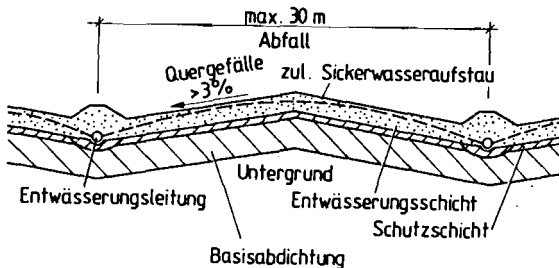 max. 30 m
Abfall
Quergefälle
>3%
zul. Sickerwasseraufstau
Entwässerungsleitung
Untergrund
Entwässerungsschicht
Schutzschicht
Basisabdichtung